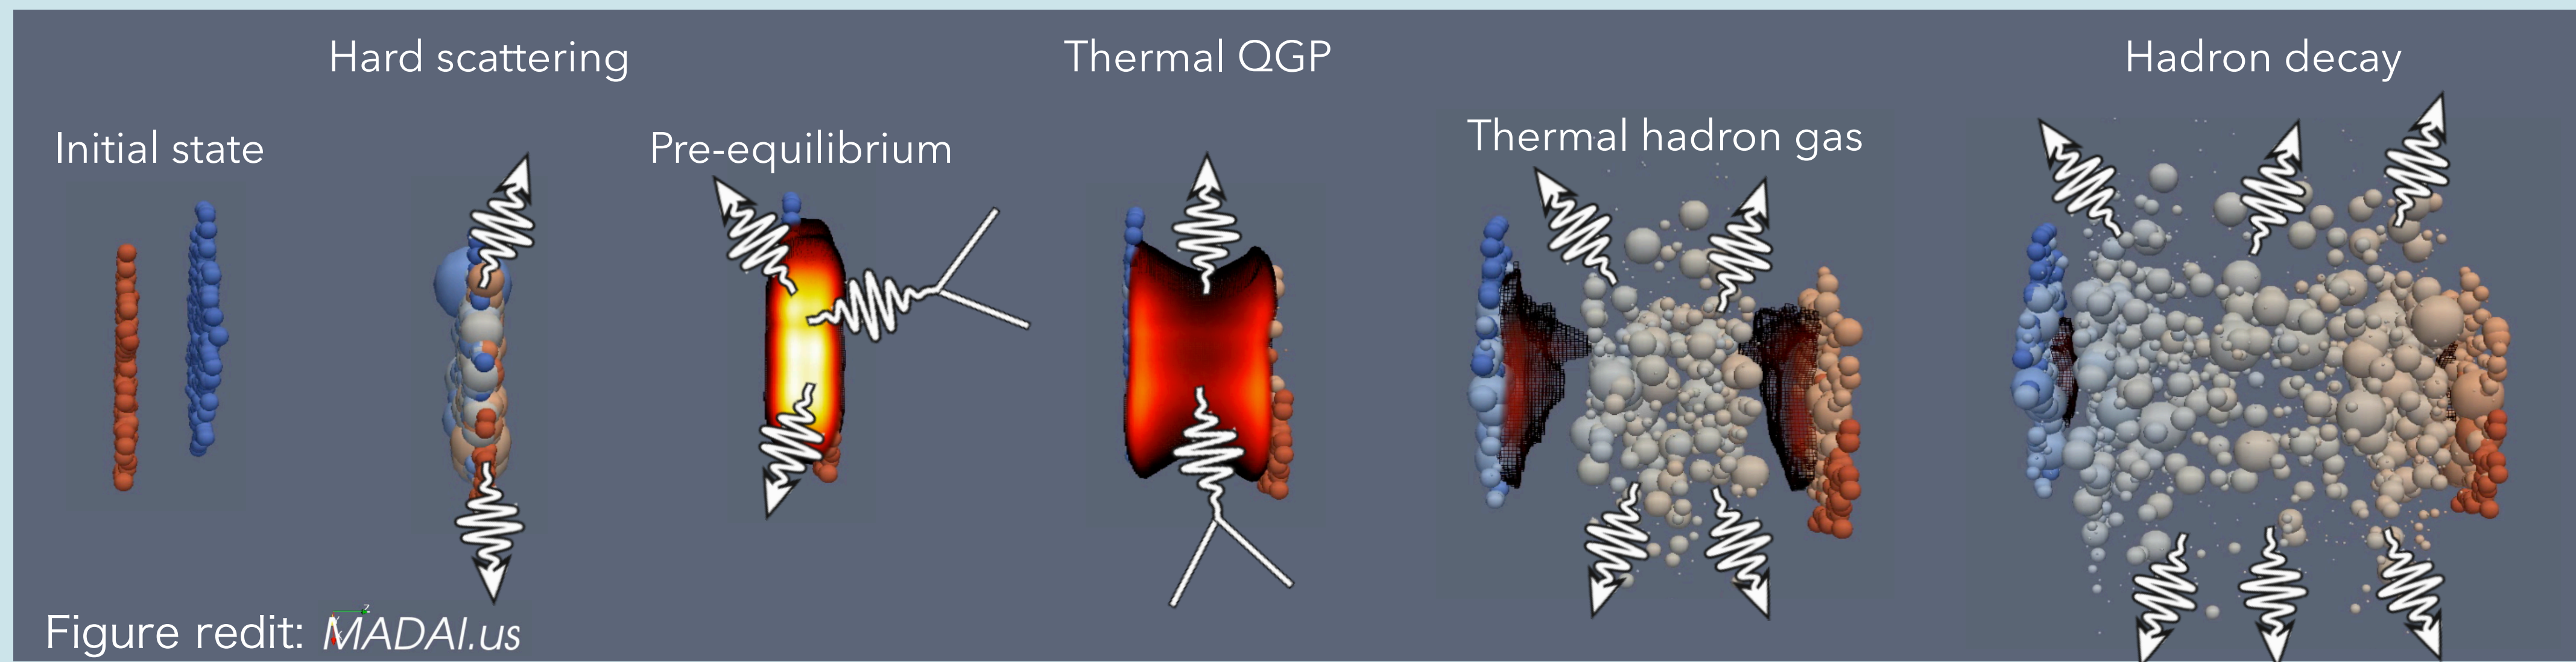 Hard scattering
Thermal QGP
Hadron decay
Initial state
Pre-equilibrium
Thermal hadron gas
z
Figure redit: MADAI.us